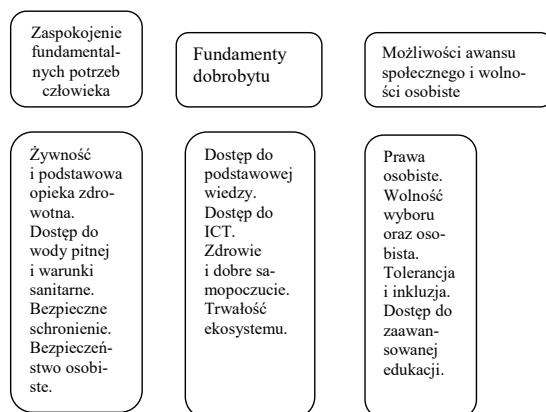 Zaspokojenie
fundamental-
nych potrzeb
człowieka
Fundamenty
dobrobytu
Możliwości awansu
społecznego i wolno-
ści osobiste
Żywność
i podstawowa
opieka zdro-
wotna.
Dostęp do
wody pitnej
i warunki
sanitarne.
Bezpieczne
schronienie.
Bezpieczeń-
stwo osobi-
ste.
Dostęp do
podstawowej
wiedzy.
Dostęp do
ICT.
Zdrowie
i dobre sa-
mopoczucie.
Trwałość
ekosystemu.
Prawa
osobiste.
Wolność
wyboru
oraz oso-
bista.
Tolerancja
i inkluzja.
Dostęp do
zaawan-
sowanej
edukacji.